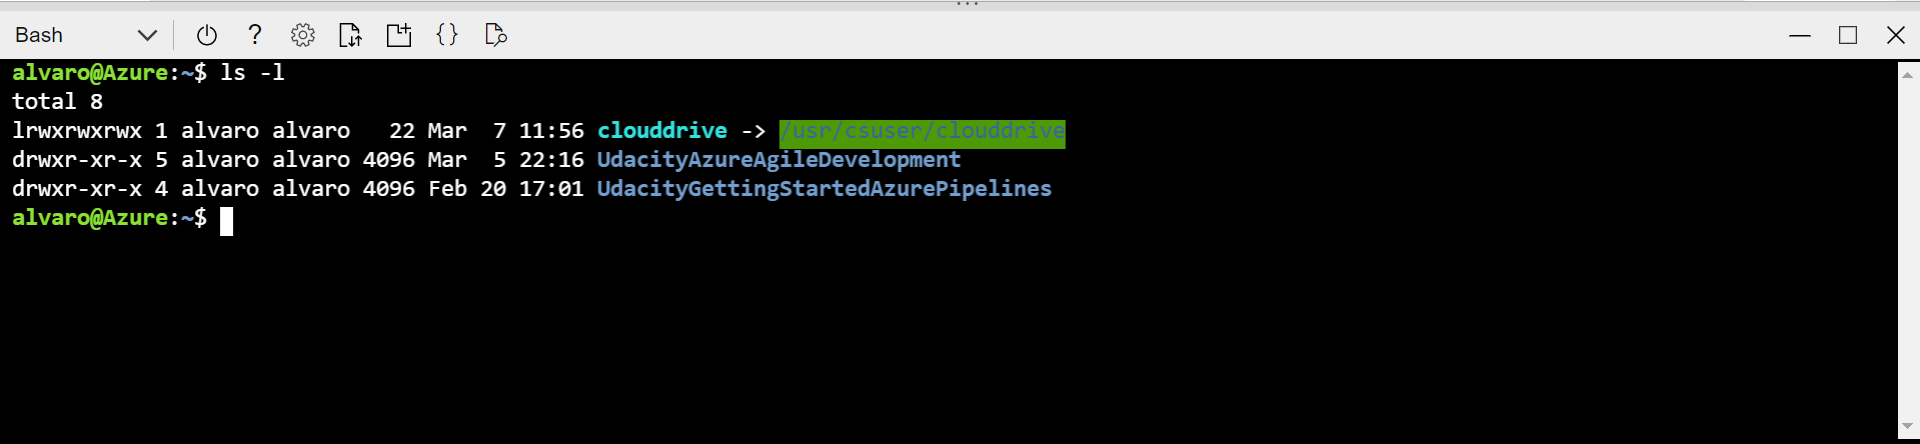 Bash
alvaro@Azure:~$ ls -l
total 8
lrwxrwxrwx 1 alvaro alvaro   22 Mar  7 11:56 clouddrive -> /usr/csuser/clouddrive
drwxr-xr-x 5 alvaro alvaro 4096 Mar  5 22:16 UdacityAzureAgileDevelopment
drwxr-xr-x 4 alvaro alvaro 4096 Feb 20 17:01 UdacityGettingStartedAzurePipelines
alvaro@Azure:~$